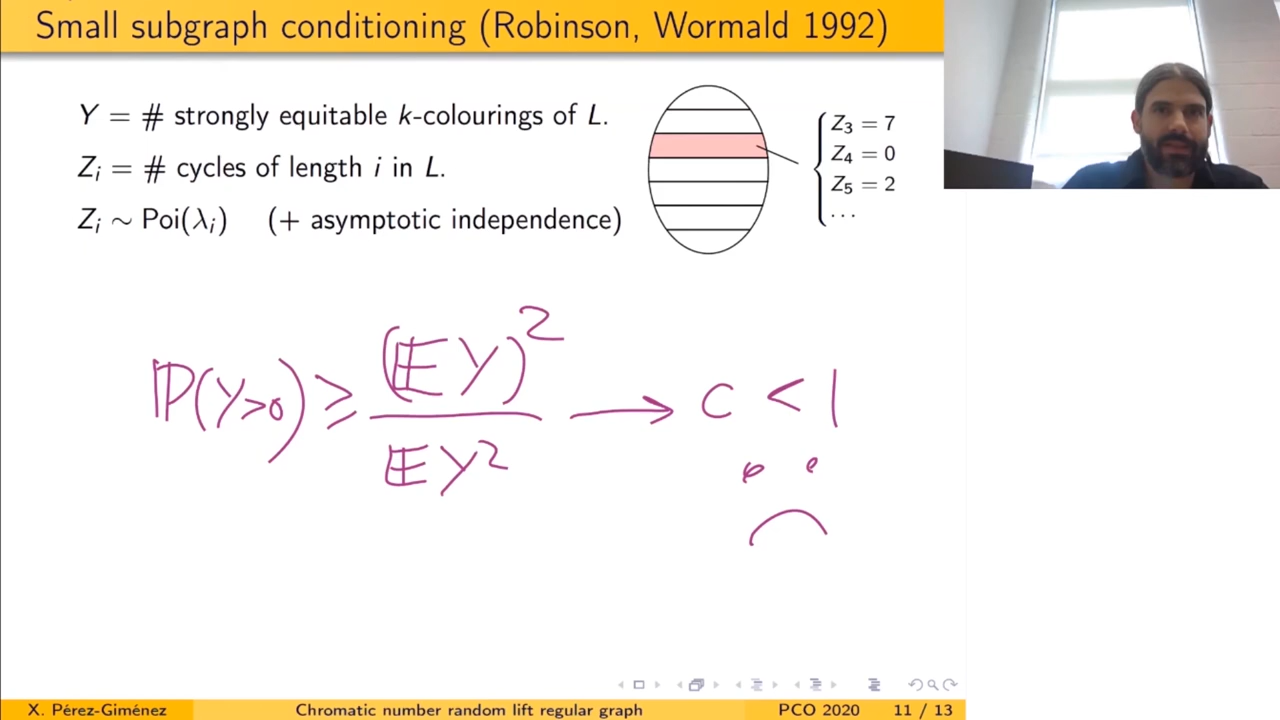 Small subgraph conditioning (Robinson, Wormald 1992)
Y = # strongly equitable k-colourings of L.
Z_i = # cycles of length i in L.
Z_i ∼ Poi(λ_i) (+ asymptotic independence)
Z_3 = 7
Z_4 = 0
Z_5 = 2
...
ℙ(Y>0) ⩾ (𝔼Y)^2 / 𝔼Y^2 → c < 1
X. Pérez-Giménez Chromatic number random lift regular graph PCO 2020 11 / 13